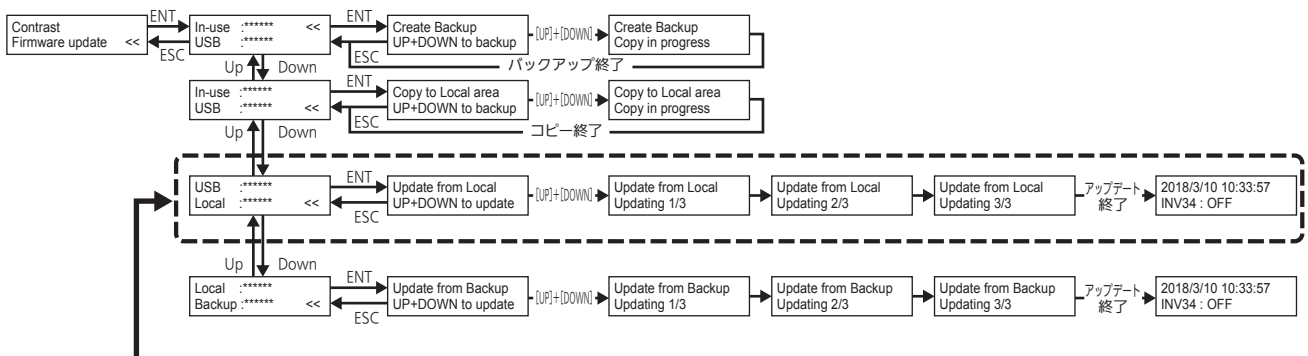 Contrast
Firmware update <<
ENT
ESC
In-use :****** <<
USB :******
ENT
ESC
Create Backup
UP+DOWN to backup
[UP]+[DOWN]
Create Backup
Copy in progress
バックアップ終了
Up Down
In-use :******
USB :****** <<
ENT
ESC
Copy to Local area
UP+DOWN to backup
[UP]+[DOWN]
Copy to Local area
Copy in progress
コピー終了
Up Down
USB :******
Local :****** <<
ENT
ESC
Update from Local
UP+DOWN to update
[UP]+[DOWN]
Update from Local
Updating 1/3
Update from Local
Updating 2/3
Update from Local
Updating 3/3
アップデート
終了
2018/3/10 10:33:57
INV34 : OFF
Up Down
Local :******
Backup :****** <<
ENT
ESC
Update from Backup
UP+DOWN to update
[UP]+[DOWN]
Update from Backup
Updating 1/3
Update from Backup
Updating 2/3
Update from Backup
Updating 3/3
アップデート
終了
2018/3/10 10:33:57
INV34 : OFF